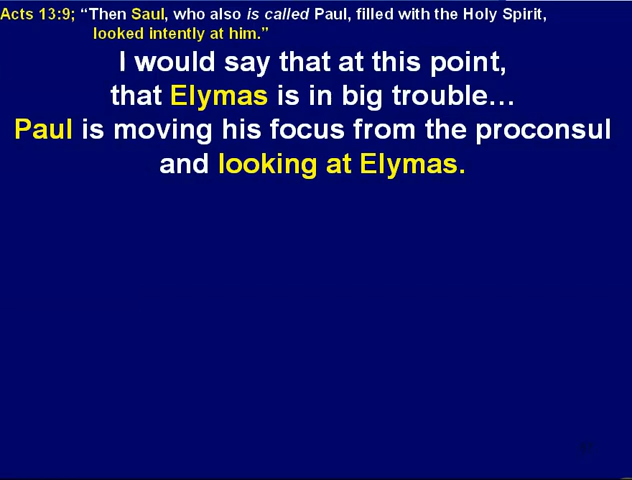 Acts 13:9; “Then Saul, who also is called Paul, filled with the Holy Spirit,
looked intently at him.”
I would say that at this point,
that Elymas is in big trouble…
Paul is moving his focus from the proconsul
and looking at Elymas.